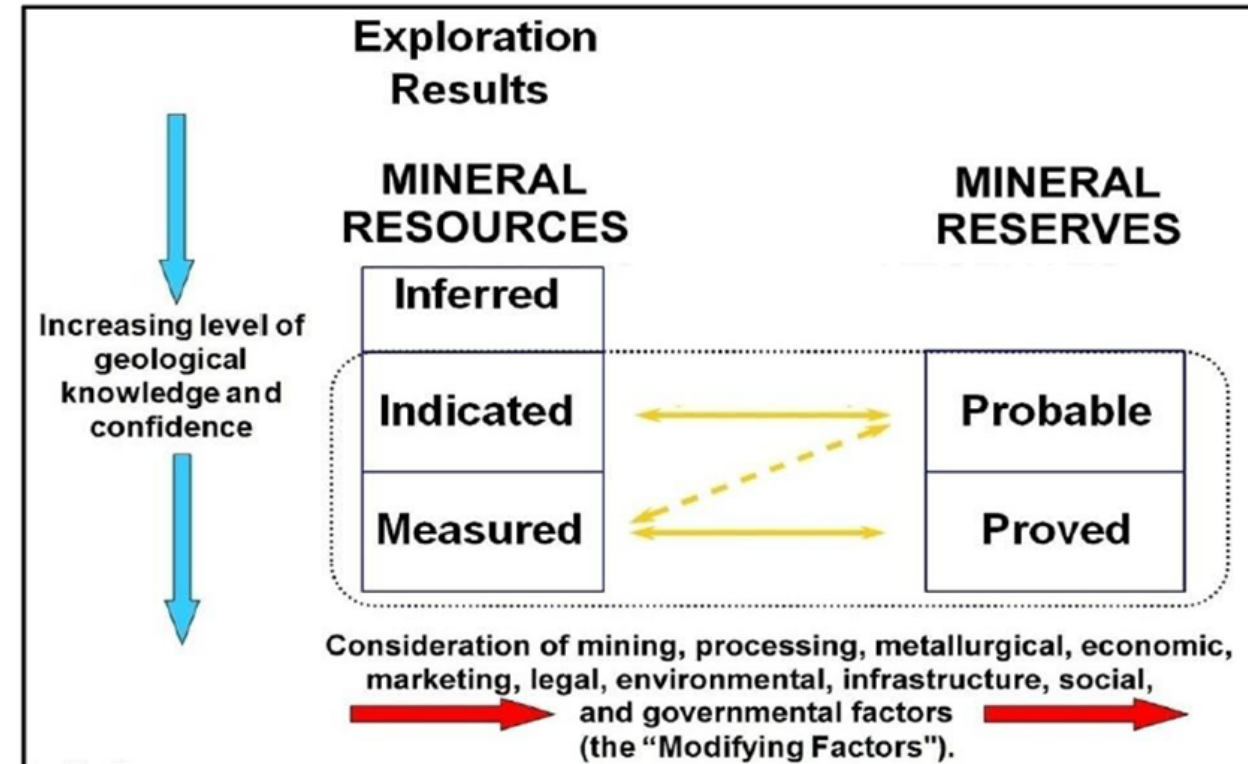 Exploration
Results
MINERAL
RESOURCES
MINERAL
RESERVES
Inferred
Increasing level of
geological
knowledge and
confidence
Indicated
Probable
Measured
Proved
Consideration of mining, processing, metallurgical, economic,
marketing, legal, environmental, infrastructure, social,
and governmental factors
(the “Modifying Factors").